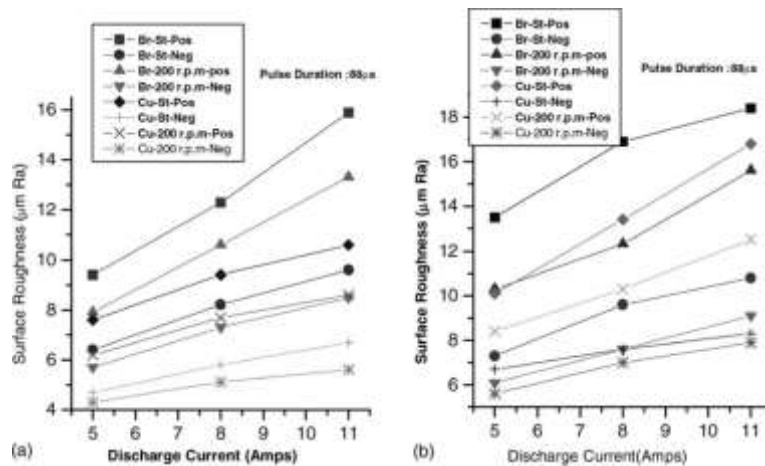 Br-St-Pos
Br-St-Neg
Br-200 r.p.m-pos
Br-200 r.p.m-Neg
Cu-St-Pos
Cu-St-Neg
Cu-200 r.p.m-Pos
Cu-200 r.p.m-Neg
Pulse Duration :88µs
16
14
12
10
8
6
4
Surface Roughness (µm Ra)
5 6 7 8 9 10 11
(a) Discharge Current (Amps)
Br-St-Pos
Br-St-Neg
Br-200 r.p.m-pos
Br-200 r.p.m-Neg
Cu-St-Pos
Cu-St-Neg
Cu-200 r.p.m-Pos
Cu-200 r.p.m-Neg
Pulse Duration :88µs
18
16
14
12
10
8
6
Surface Roughness (µm Ra)
5 6 7 8 9 10 11
(b) Discharge Current(Amps)